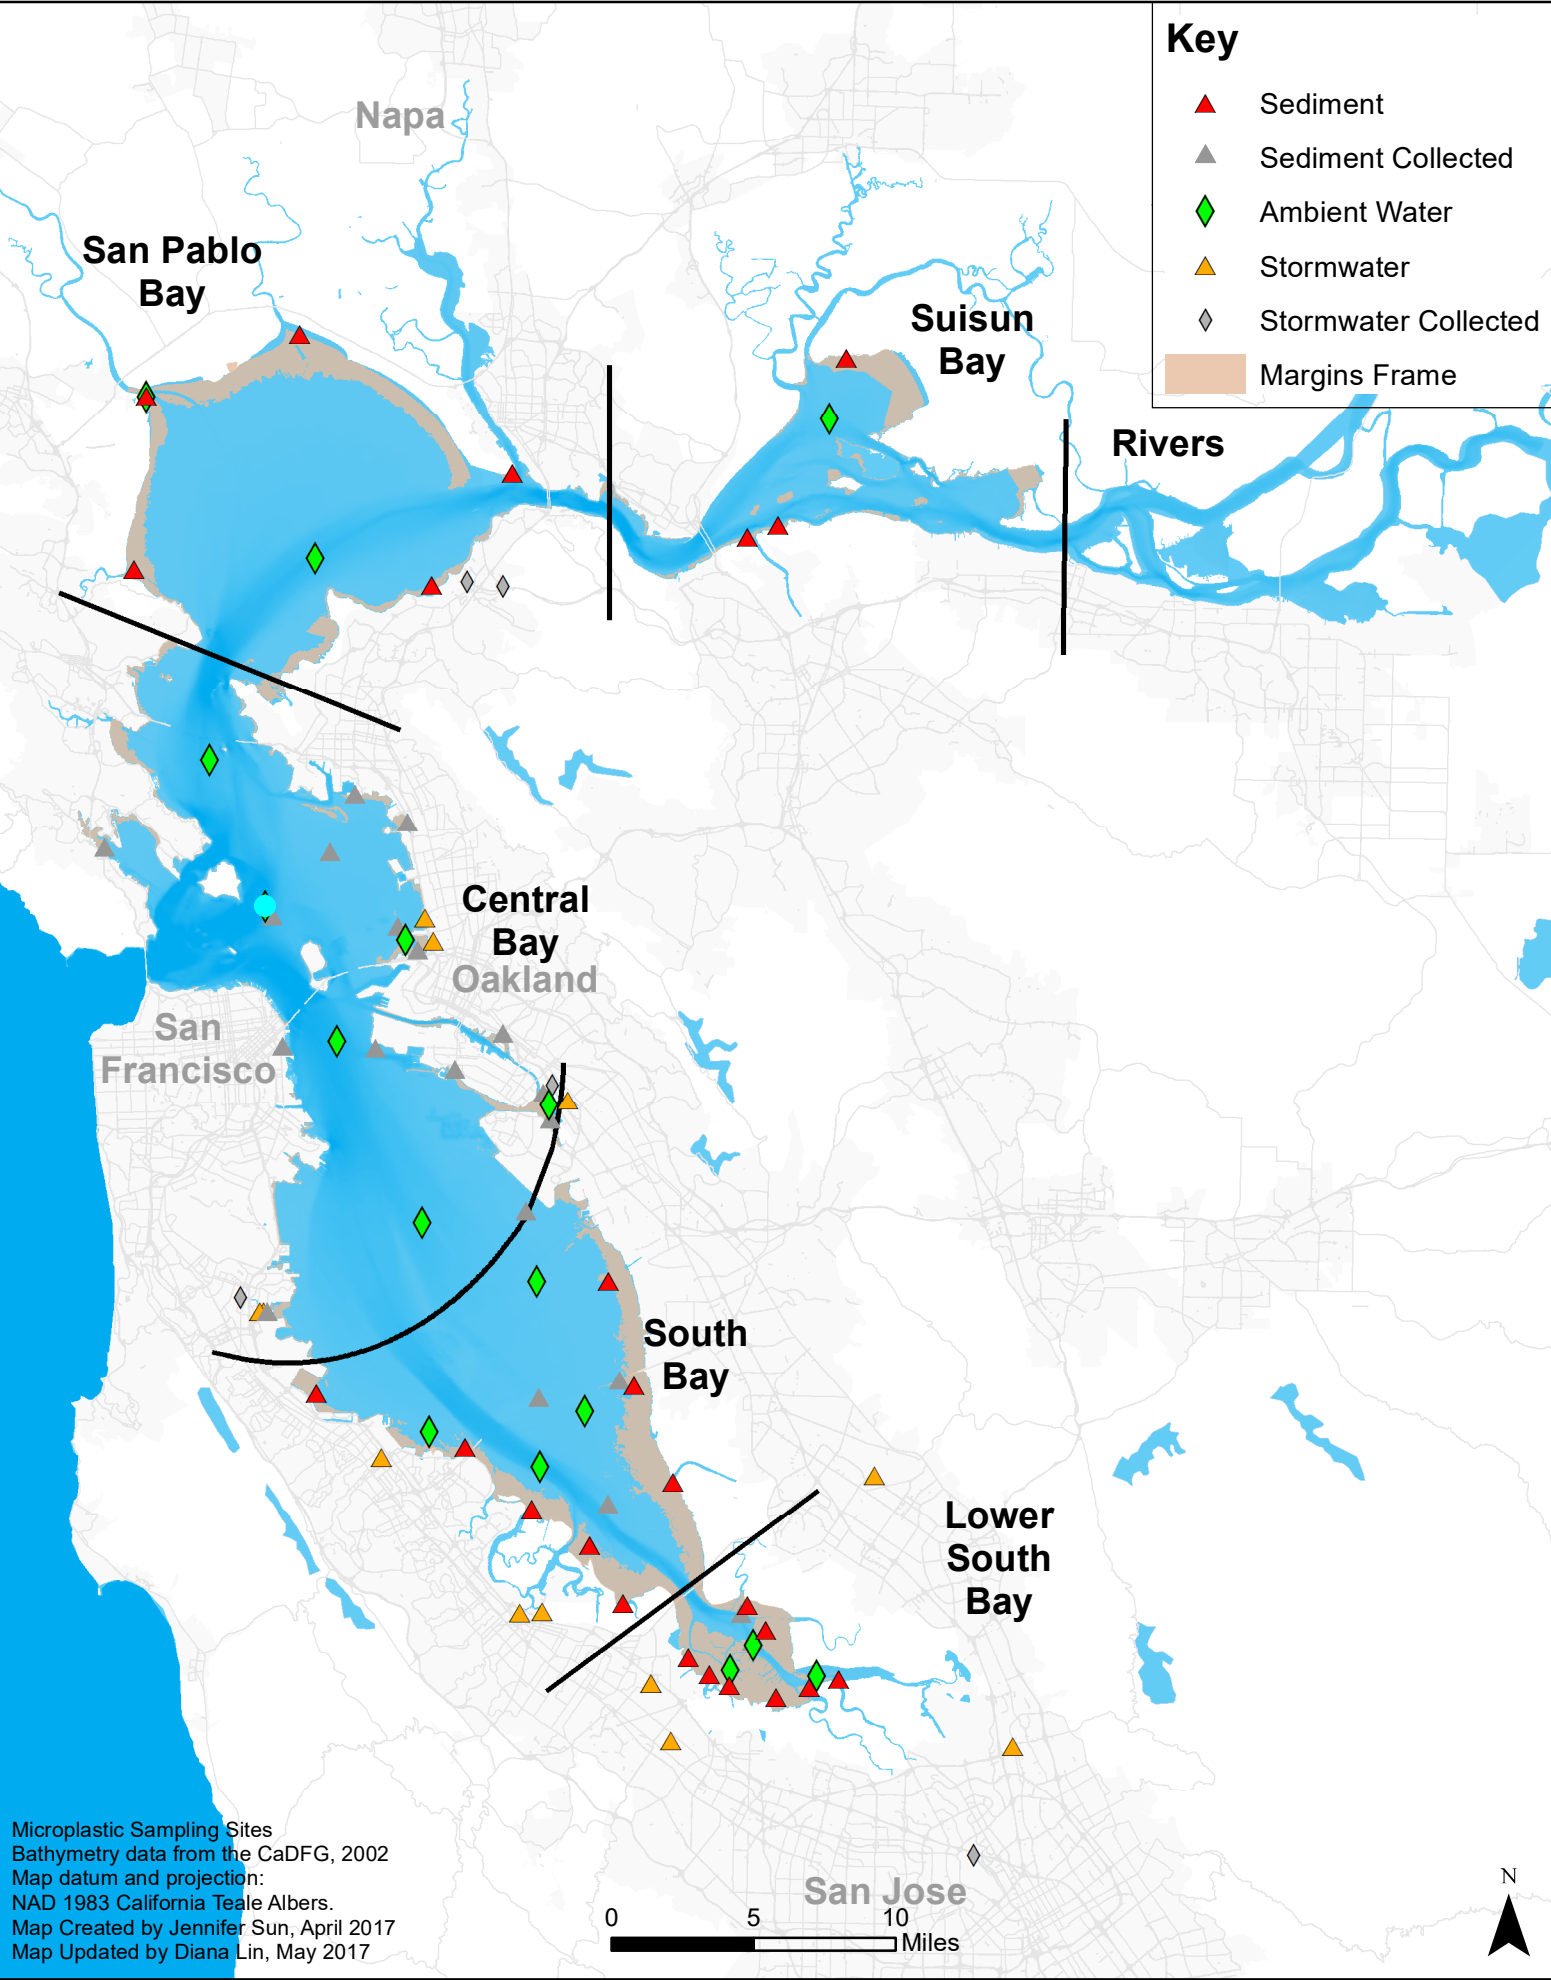 Key
Sediment
Sediment Collected
Ambient Water
Stormwater
Stormwater Collected
Margins Frame
Napa
San Pablo
Bay
Suisun
Bay
Rivers
Central
Bay
Oakland
San
Francisco
South
Bay
Lower
South
Bay
San Jose
Microplastic Sampling Sites
Bathymetry data from the CaDFG, 2002
Map datum and projection:
NAD 1983 California Teale Albers.
Map Created by Jennifer Sun, April 2017
Map Updated by Diana Lin, May 2017
0 5 10
Miles
N